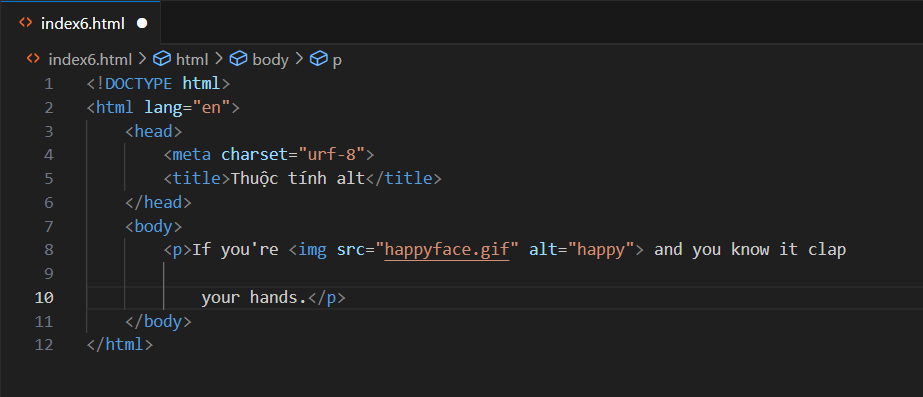 index6.html
index6.html > html > body > p
1 <!DOCTYPE html>
2 <html lang="en">
3 <head>
4 <meta charset="urf-8">
5 <title>Thuộc tính alt</title>
6 </head>
7 <body>
8 <p>If you're <img src="happyface.gif" alt="happy"> and you know it clap
9
10 your hands.</p>
11 </body>
12 </html>